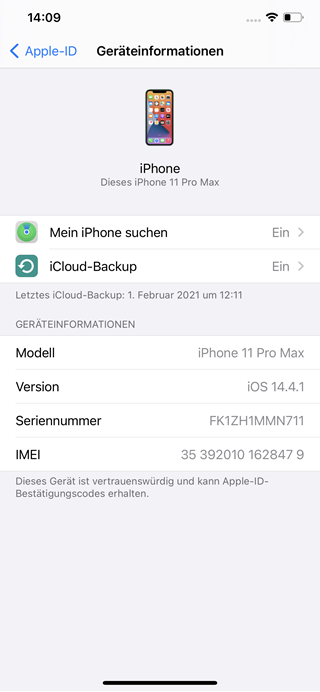 14:09
Apple-ID Geräteinformationen
iPhone
Dieses iPhone 11 Pro Max
Mein iPhone suchen Ein
iCloud-Backup Ein
Letztes iCloud-Backup: 1. Februar 2021 um 12:11
GERÄTEINFORMATIONEN
Modell iPhone 11 Pro Max
Version iOS 14.4.1
Seriennummer FK1ZH1MMN711
IMEI 35 392010 162847 9
Dieses Gerät ist vertrauenswürdig und kann Apple-ID-
Bestätigungscodes erhalten.